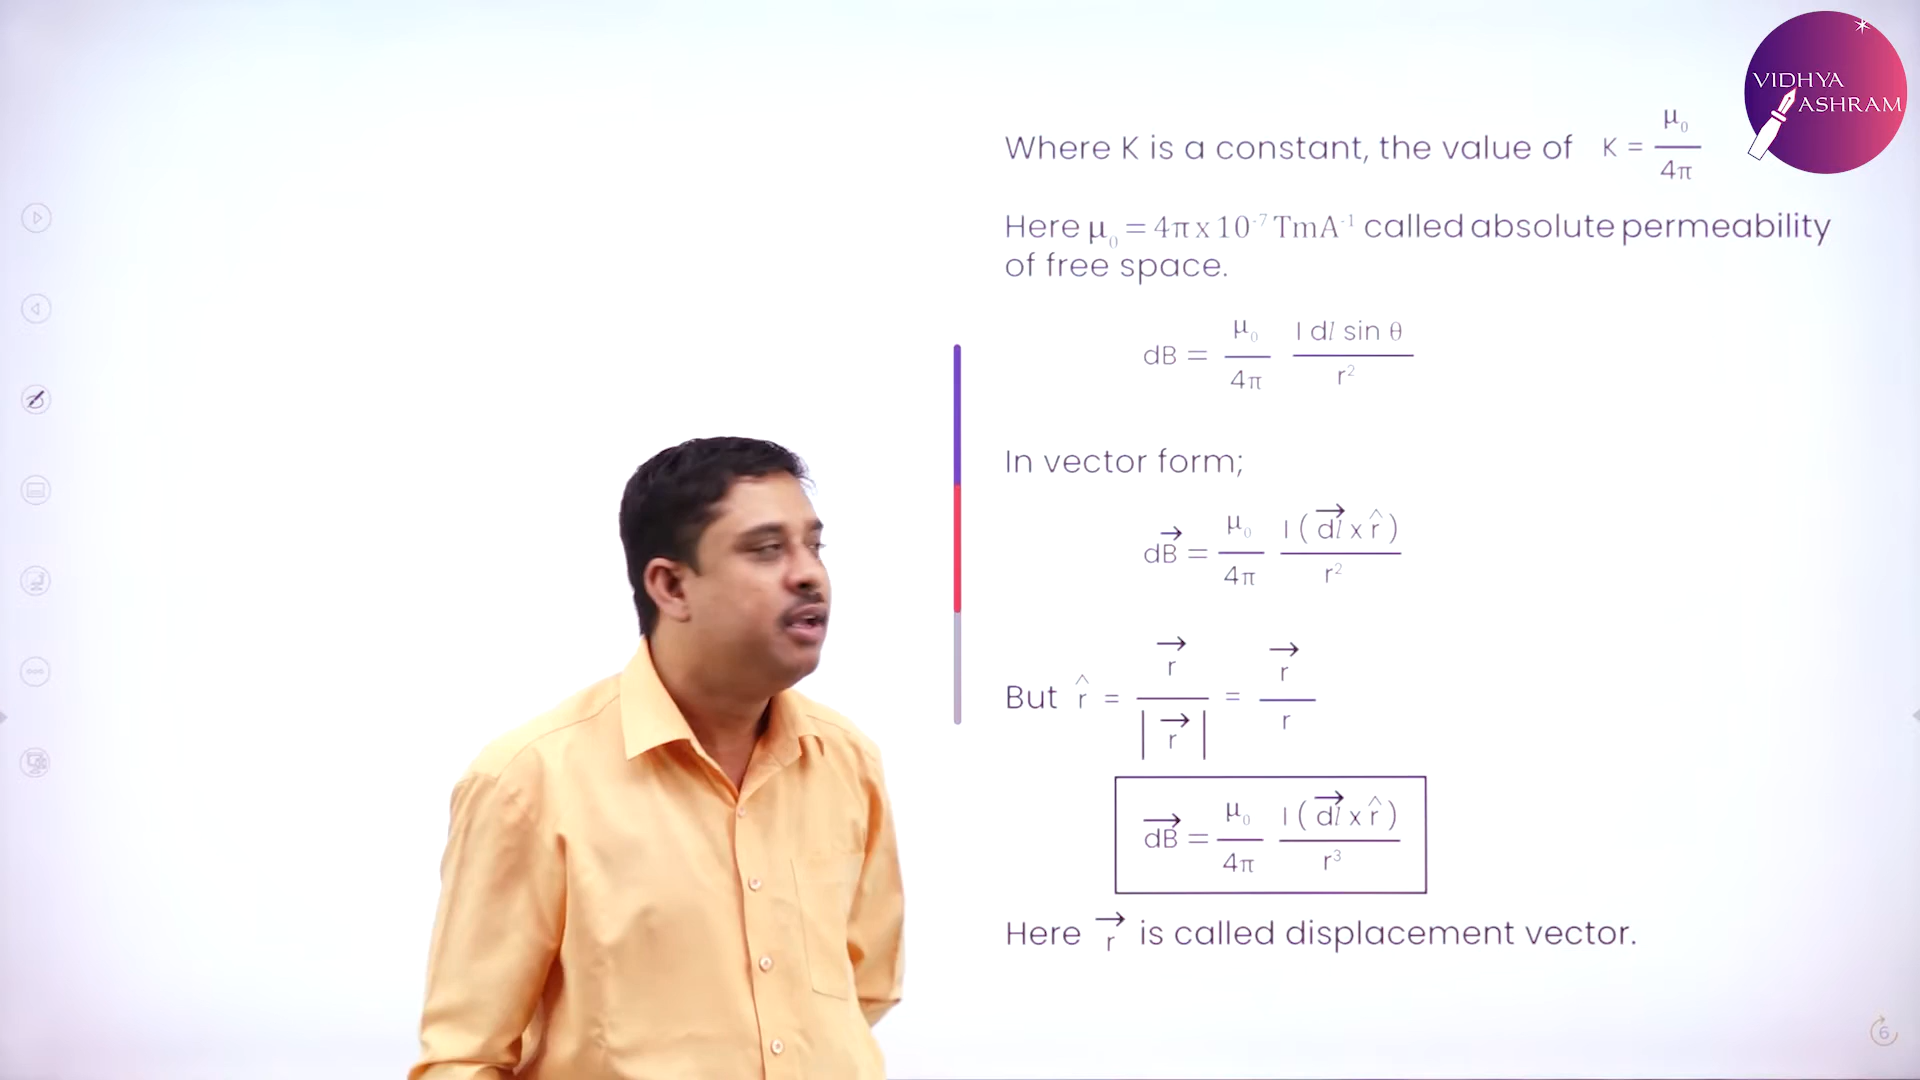 VIDHYA
ASHRAM
Where K is a constant, the value of K = μ₀ / 4π
Here μ₀ = 4π x 10⁻⁷ TmA⁻¹ called absolute permeability
of free space.
dB = μ₀ / 4π I dl sin θ / r²
In vector form;
dB⃗ = μ₀ / 4π I ( dl⃗ x r̂ ) / r²
But r̂ = r⃗ / | r⃗ | = r⃗ / r
dB⃗ = μ₀ / 4π I ( dl⃗ x r̂ ) / r³
Here r⃗ is called displacement vector.
6